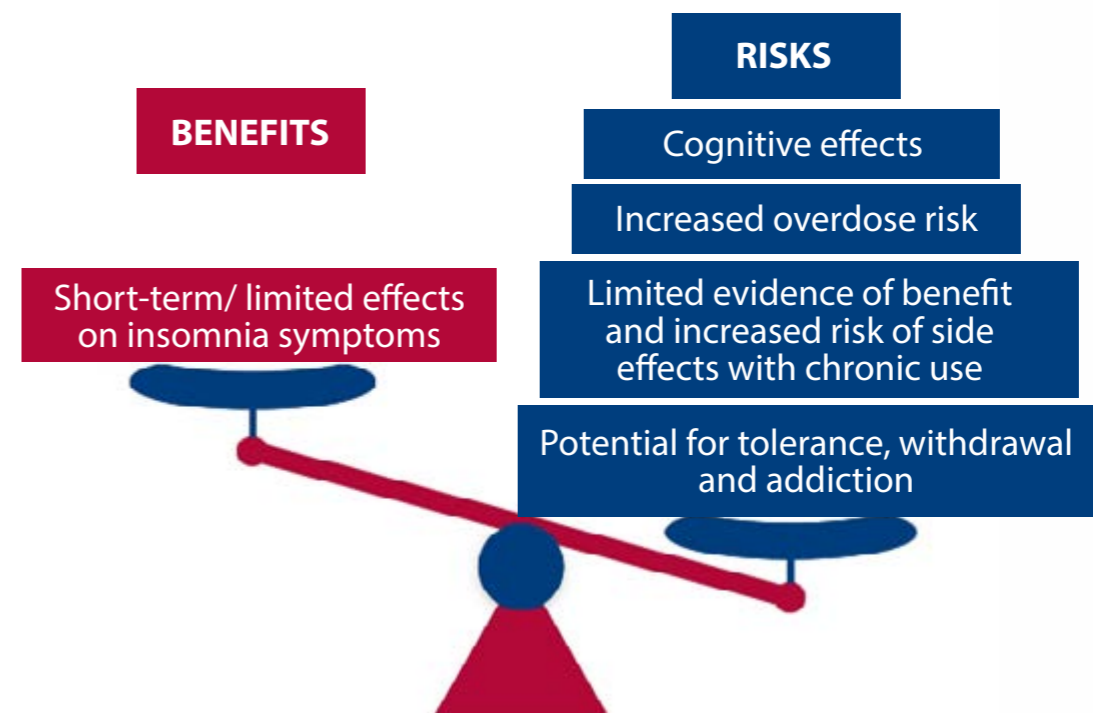 BENEFITS
Short-term/ limited effects
on insomnia symptoms
RISKS
Cognitive effects
Increased overdose risk
Limited evidence of benefit
and increased risk of side
effects with chronic use
Potential for tolerance, withdrawal
and addiction